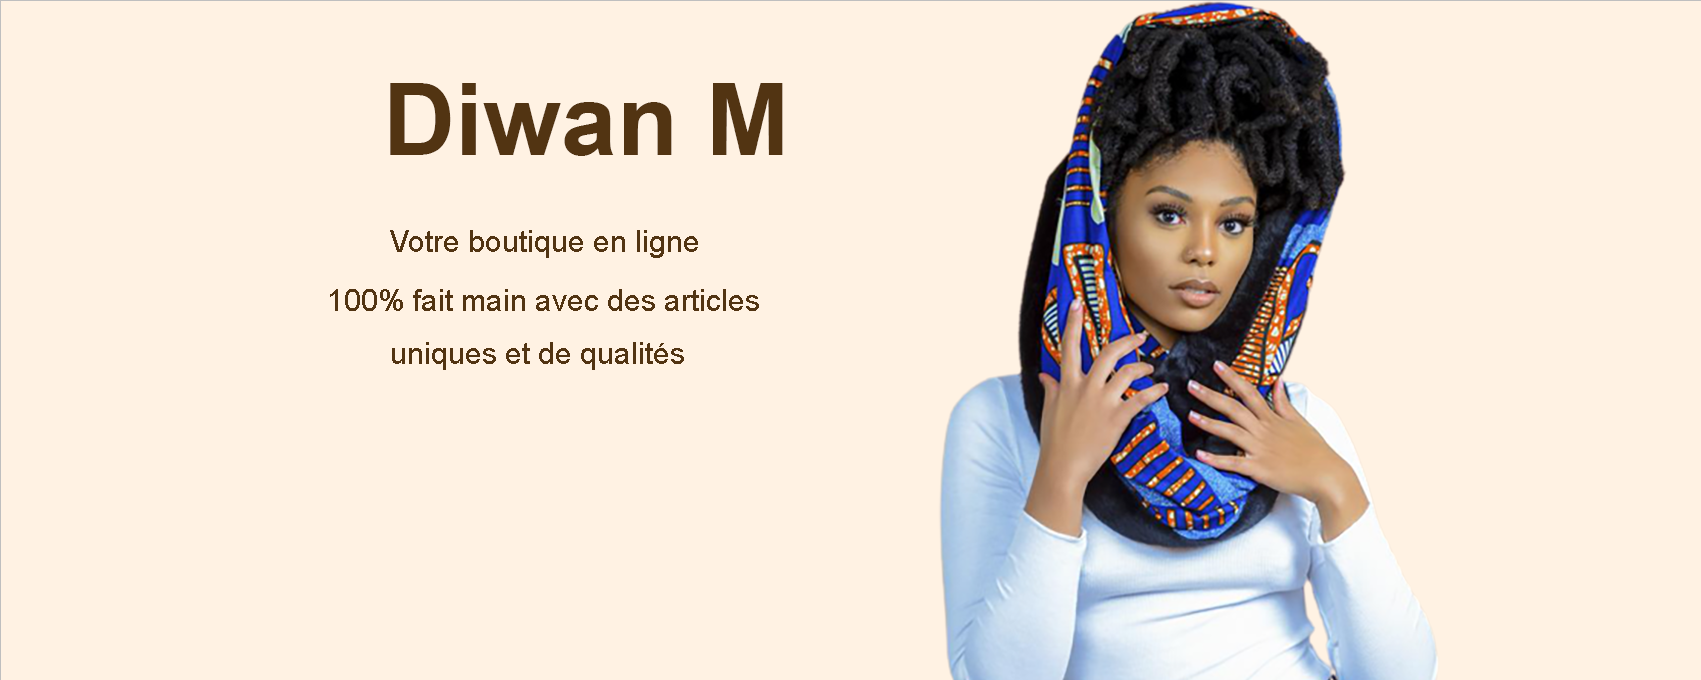 Diwan M
Votre boutique en ligne
100% fait main avec des articles
uniques et de qualités